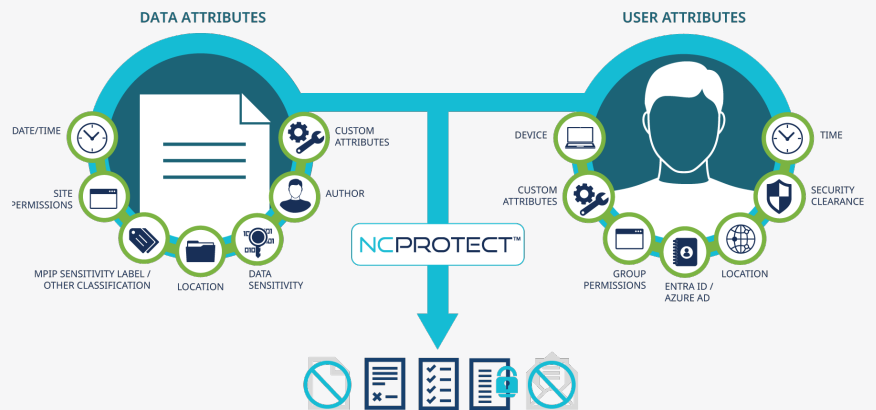 DATA ATTRIBUTES
USER ATTRIBUTES
DATE/TIME
SITE
PERMISSIONS
MPIP SENSITIVITY LABEL /
OTHER CLASSIFICATION
LOCATION
DATA
SENSITIVITY
AUTHOR
CUSTOM
ATTRIBUTES
DEVICE
CUSTOM
ATTRIBUTES
GROUP
PERMISSIONS
ENTRA ID /
AZURE AD
LOCATION
SECURITY
CLEARANCE
TIME
NCPROTECT™